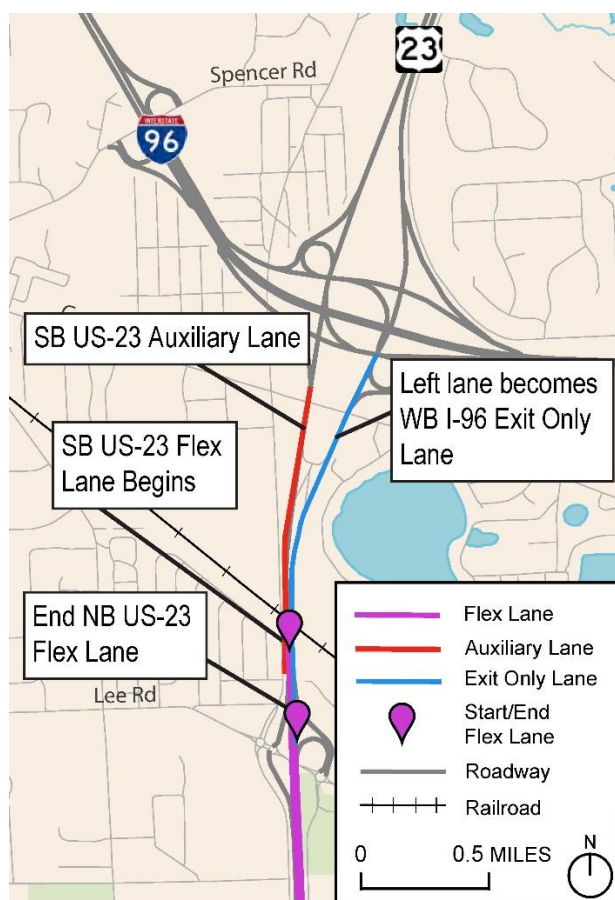 23
Spencer Rd
INTERSTATE
96
SB US-23 Auxiliary Lane
Left lane becomes
WB I-96 Exit Only
Lane
SB US-23 Flex
Lane Begins
End NB US-23
Flex Lane
Lee Rd
Flex Lane
Auxiliary Lane
Exit Only Lane
Start/End
Flex Lane
Roadway
Railroad
0 0.5 MILES
N